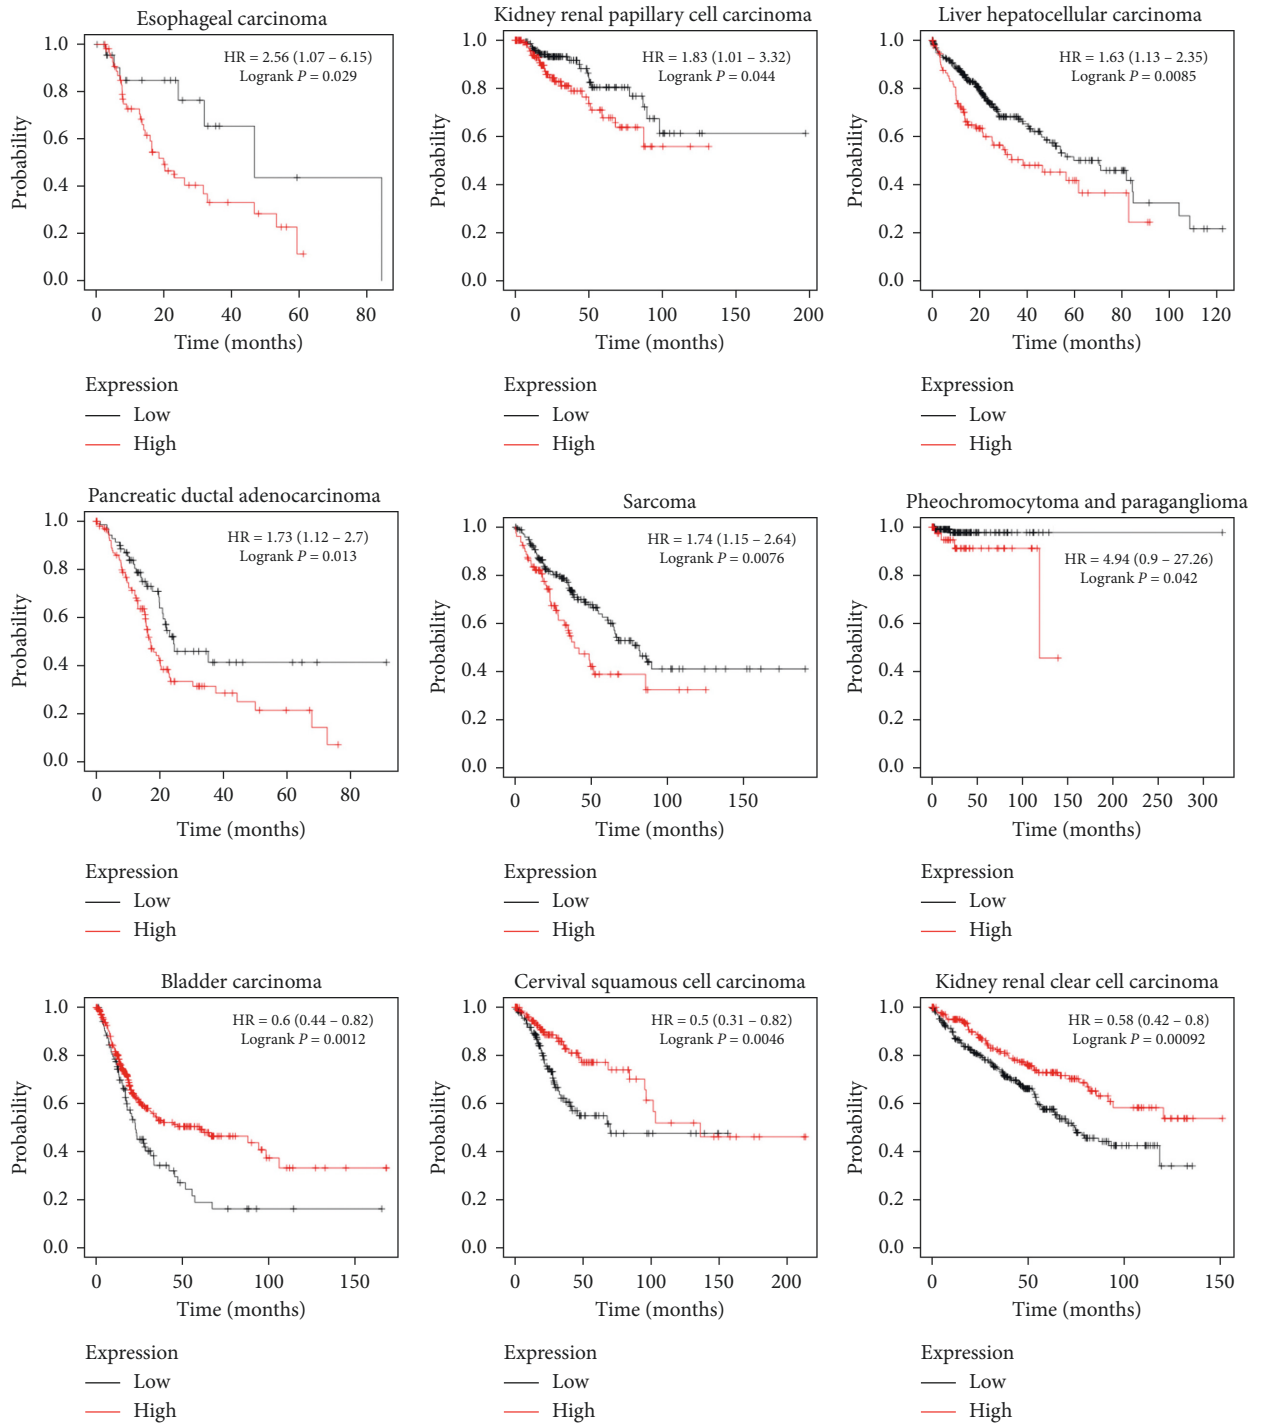 Esophageal carcinoma
HR = 2.56 (1.07 – 6.15)
Logrank P = 0.029
1.0
0.8
0.6
0.4
0.2
0.0
Probability
0 20 40 60 80
Time (months)
Expression
Low
High
Kidney renal papillary cell carcinoma
HR = 1.83 (1.01 – 3.32)
Logrank P = 0.044
1.0
0.8
0.6
0.4
0.2
0.0
Probability
0 50 100 150 200
Time (months)
Expression
Low
High
Liver hepatocellular carcinoma
HR = 1.63 (1.13 – 2.35)
Logrank P = 0.0085
1.0
0.8
0.6
0.4
0.2
0.0
Probability
0 20 40 60 80 100 120
Time (months)
Expression
Low
High
Pancreatic ductal adenocarcinoma
HR = 1.73 (1.12 – 2.7)
Logrank P = 0.013
1.0
0.8
0.6
0.4
0.2
0.0
Probability
0 20 40 60 80
Time (months)
Expression
Low
High
Sarcoma
HR = 1.74 (1.15 – 2.64)
Logrank P = 0.0076
1.0
0.8
0.6
0.4
0.2
0.0
Probability
0 50 100 150
Time (months)
Expression
Low
High
Pheochromocytoma and paraganglioma
HR = 4.94 (0.9 – 27.26)
Logrank P = 0.042
1.0
0.8
0.6
0.4
0.2
0.0
Probability
0 50 100 150 200 250 300
Time (months)
Expression
Low
High
Bladder carcinoma
HR = 0.6 (0.44 – 0.82)
Logrank P = 0.0012
1.0
0.8
0.6
0.4
0.2
0.0
Probability
0 50 100 150
Time (months)
Expression
Low
High
Cervival squamous cell carcinoma
HR = 0.5 (0.31 – 0.82)
Logrank P = 0.0046
1.0
0.8
0.6
0.4
0.2
0.0
Probability
0 50 100 150 200
Time (months)
Expression
Low
High
Kidney renal clear cell carcinoma
HR = 0.58 (0.42 – 0.8)
Logrank P = 0.00092
1.0
0.8
0.6
0.4
0.2
0.0
Probability
0 50 100 150
Time (months)
Expression
Low
High